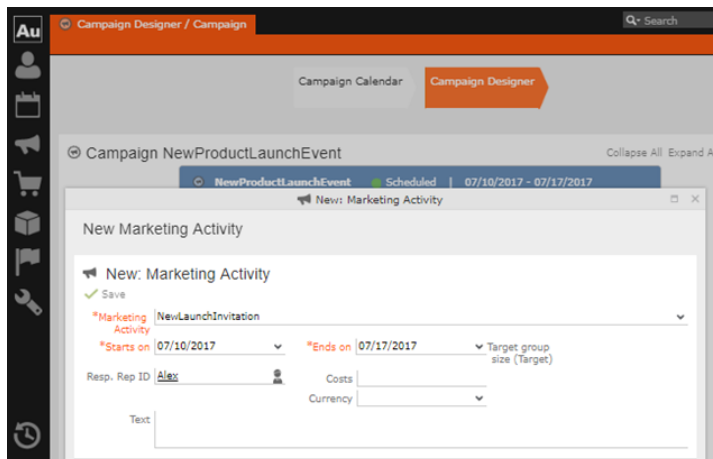 Au
Campaign Designer / Campaign
Search
Campaign Calendar
Campaign Designer
Campaign NewProductLaunchEvent
Collapse All Expand A
NewProductLaunchEvent Scheduled | 07/10/2017 - 07/17/2017
New: Marketing Activity
New Marketing Activity
New: Marketing Activity
Save
*Marketing Activity NewLaunchInvitation
*Starts on 07/10/2017 *Ends on 07/17/2017 Target group size (Target)
Resp. Rep ID Alex Costs
Currency
Text